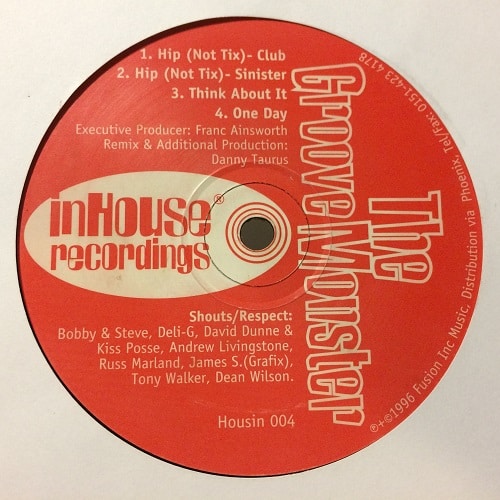 1. Hip (Not Tix)- Club
2. Hip (Not Tix)- Sinister
3. Think About It
4. One Day
Executive Producer: Franc Ainsworth
Remix & Additional Production:
Danny Taurus
inHouse®
recordings
The
Groove Monster
Shouts/Respect:
Bobby & Steve, Deli-G, David Dunne &
Kiss Posse, Andrew Livingstone,
Russ Marland, James S.(Grafix),
Tony Walker, Dean Wilson.
Housin 004
℗+©1996 Fusion Inc Music, Distribution via Phoenix, Tel/Fax: 0151-423 4178